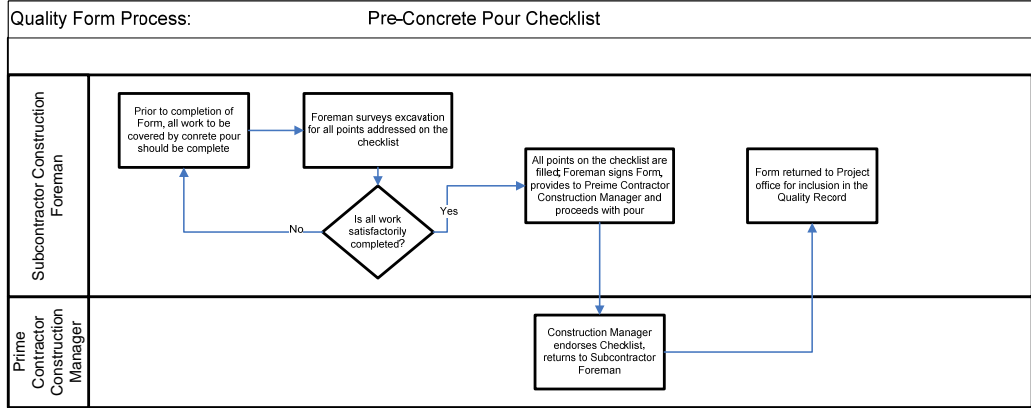 Quality Form Process: Pre-Concrete Pour Checklist
Subcontractor Construction
Foreman
Prior to completion of
Form, all work to be
covered by conrete pour
should be complete
Foreman surveys excavation
for all points addressed on the
checklist
Is all work
satisfactorily
completed?
No
Yes
All points on the checklist are
filled; Foreman signs Form,
provides to Preime Contractor
Construction Manager and
proceeds with pour
Form returned to Project
office for inclusion in the
Quality Record
Prime
Contractor
Construction
Manager
Construction Manager
endorses Checklist,
returns to Subcontractor
Foreman